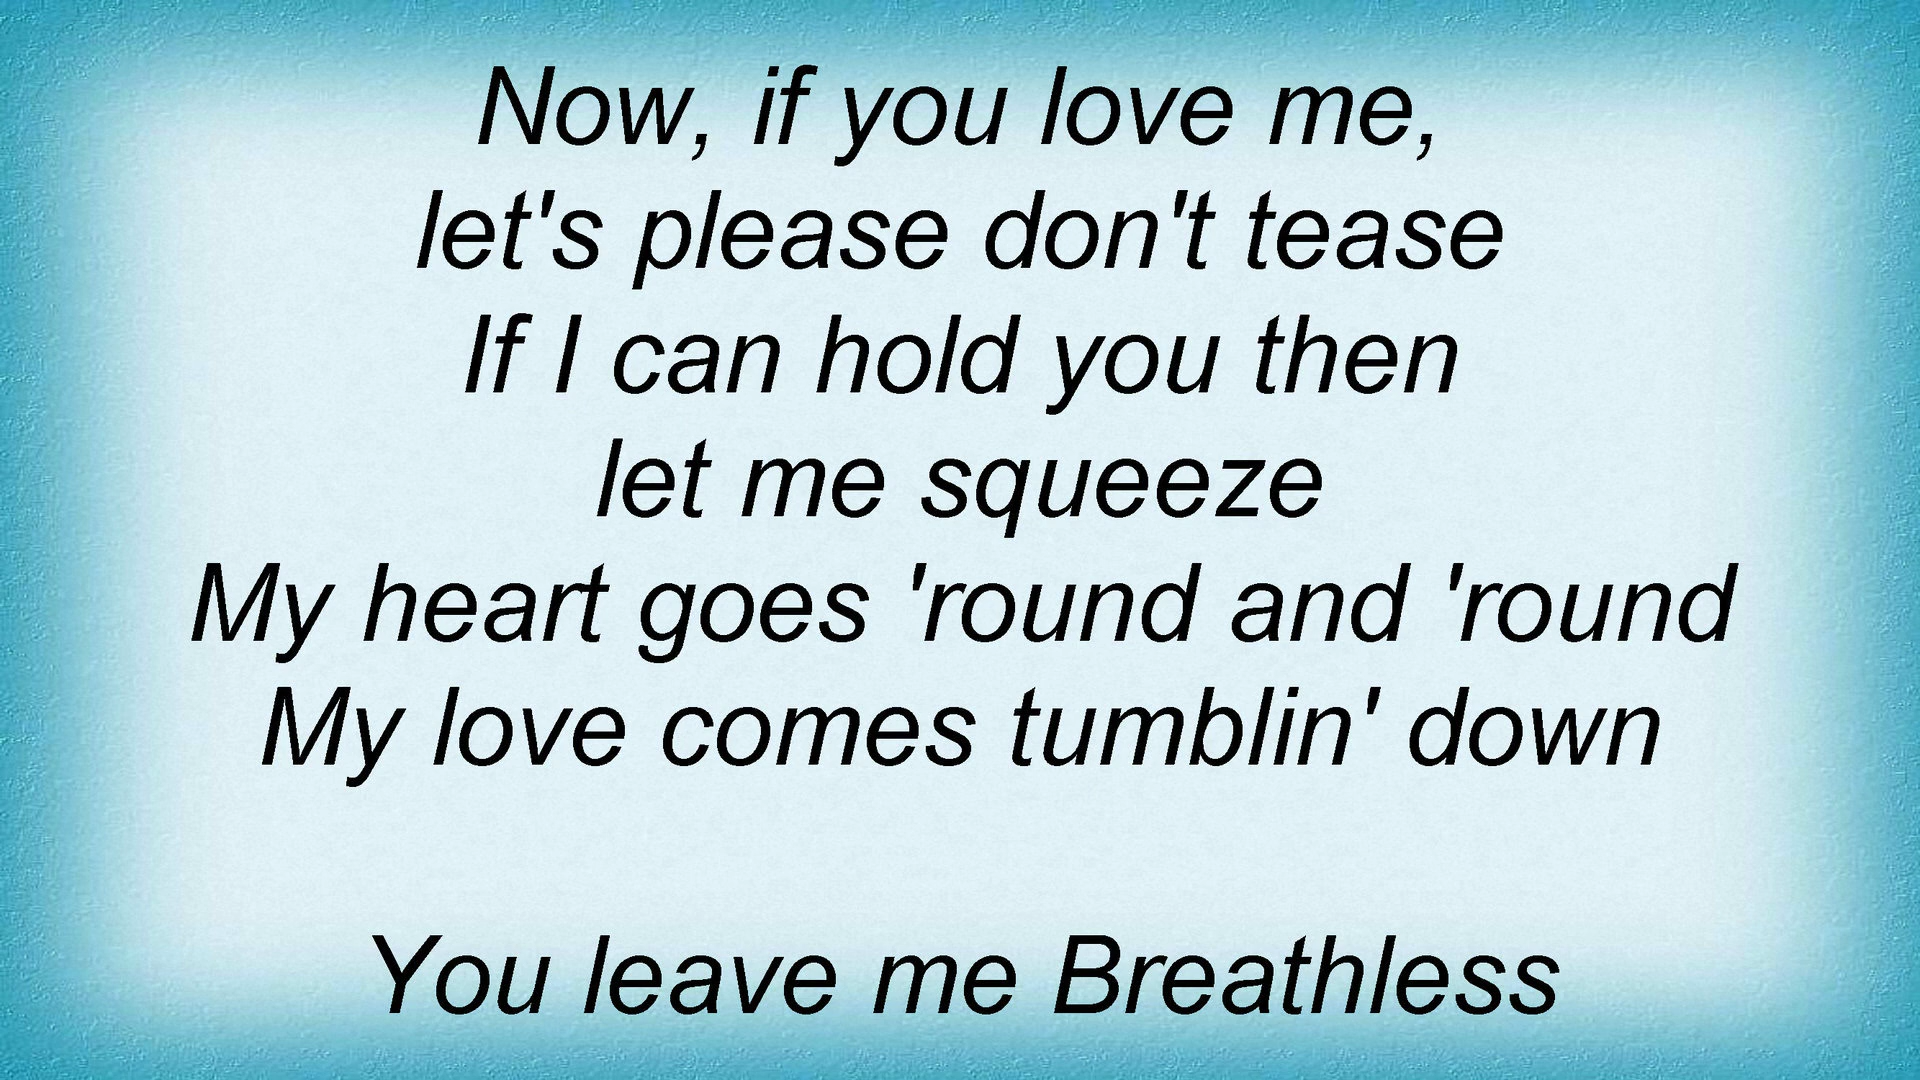 Now, if you love me,
let's please don't tease
If I can hold you then
let me squeeze
My heart goes 'round and 'round
My love comes tumblin' down
You leave me Breathless